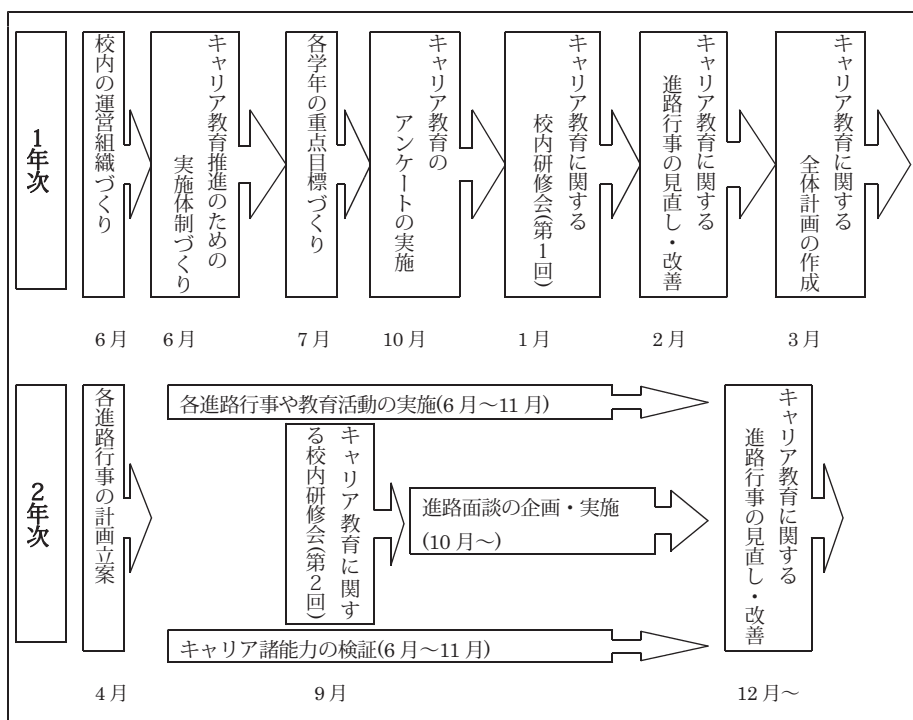 1年次
校内の運営組織づくり
キャリア教育推進のための
実施体制づくり
各学年の重点目標づくり
キャリア教育の
アンケートの実施
キャリア教育に関する
校内研修会(第1回)
キャリア教育に関する
進路行事の見直し・改善
キャリア教育に関する
全体計画の作成
6月
6月
7月
10月
1月
2月
3月
2年次
各進路行事の計画立案
各進路行事や教育活動の実施(6月～11月)
キャリア教育に関す
る校内研修会(第2回)
進路面談の企画・実施
(10月～)
キャリア諸能力の検証(6月～11月)
キャリア教育に関する
進路行事の見直し・改善
4月
9月
12月～